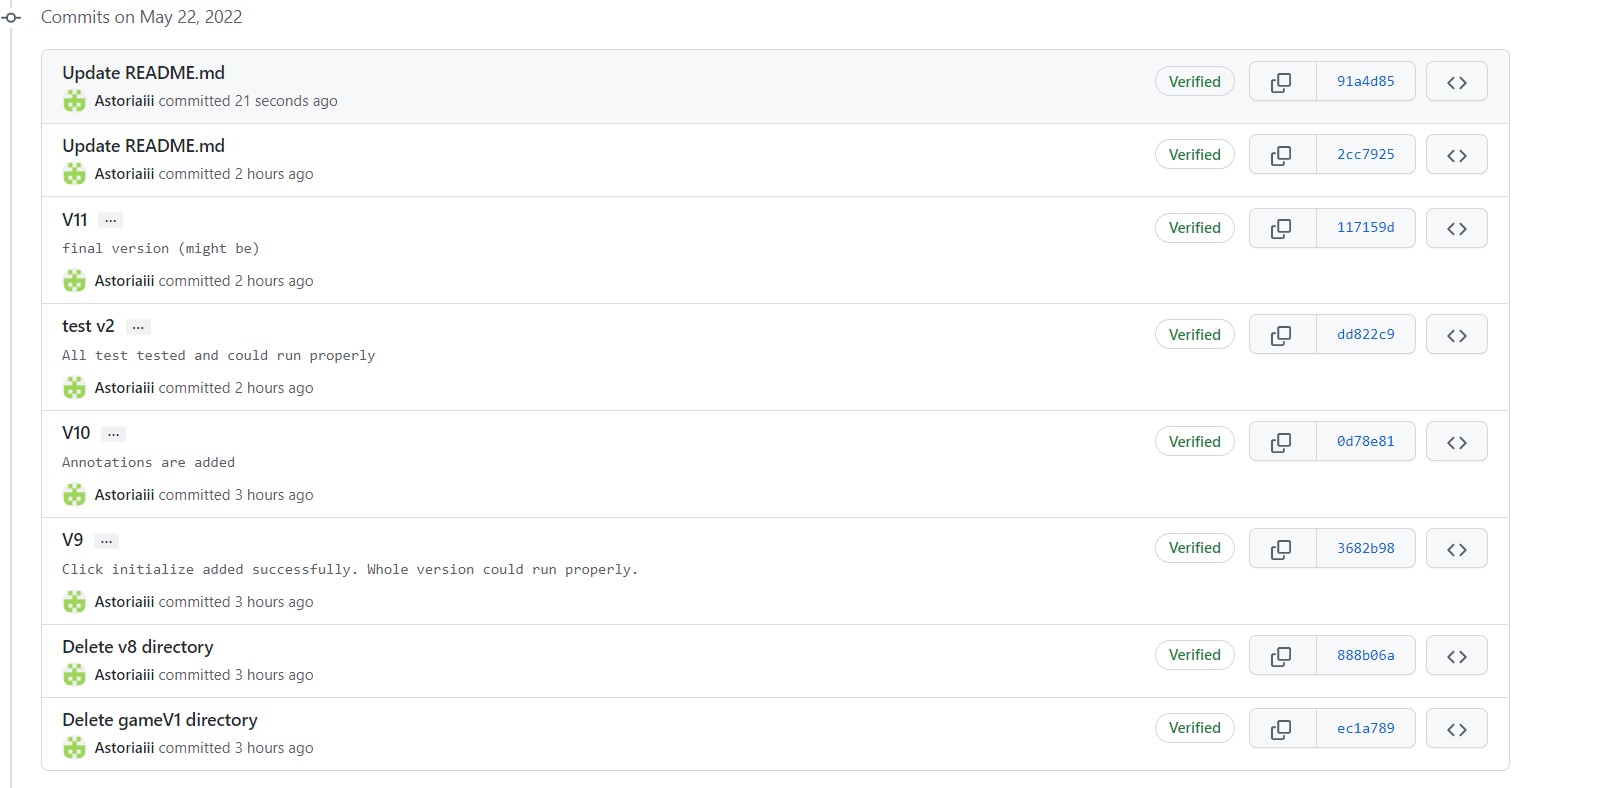 Commits on May 22, 2022
Update README.md
Astoriaiii committed 21 seconds ago
Verified
91a4d85
Update README.md
Astoriaiii committed 2 hours ago
Verified
2cc7925
V11 ...
final version (might be)
Astoriaiii committed 2 hours ago
Verified
117159d
test v2 ...
All test tested and could run properly
Astoriaiii committed 2 hours ago
Verified
dd822c9
V10 ...
Annotations are added
Astoriaiii committed 3 hours ago
Verified
0d78e81
V9 ...
Click initialize added successfully. Whole version could run properly.
Astoriaiii committed 3 hours ago
Verified
3682b98
Delete v8 directory
Astoriaiii committed 3 hours ago
Verified
888b06a
Delete gameV1 directory
Astoriaiii committed 3 hours ago
Verified
ec1a789